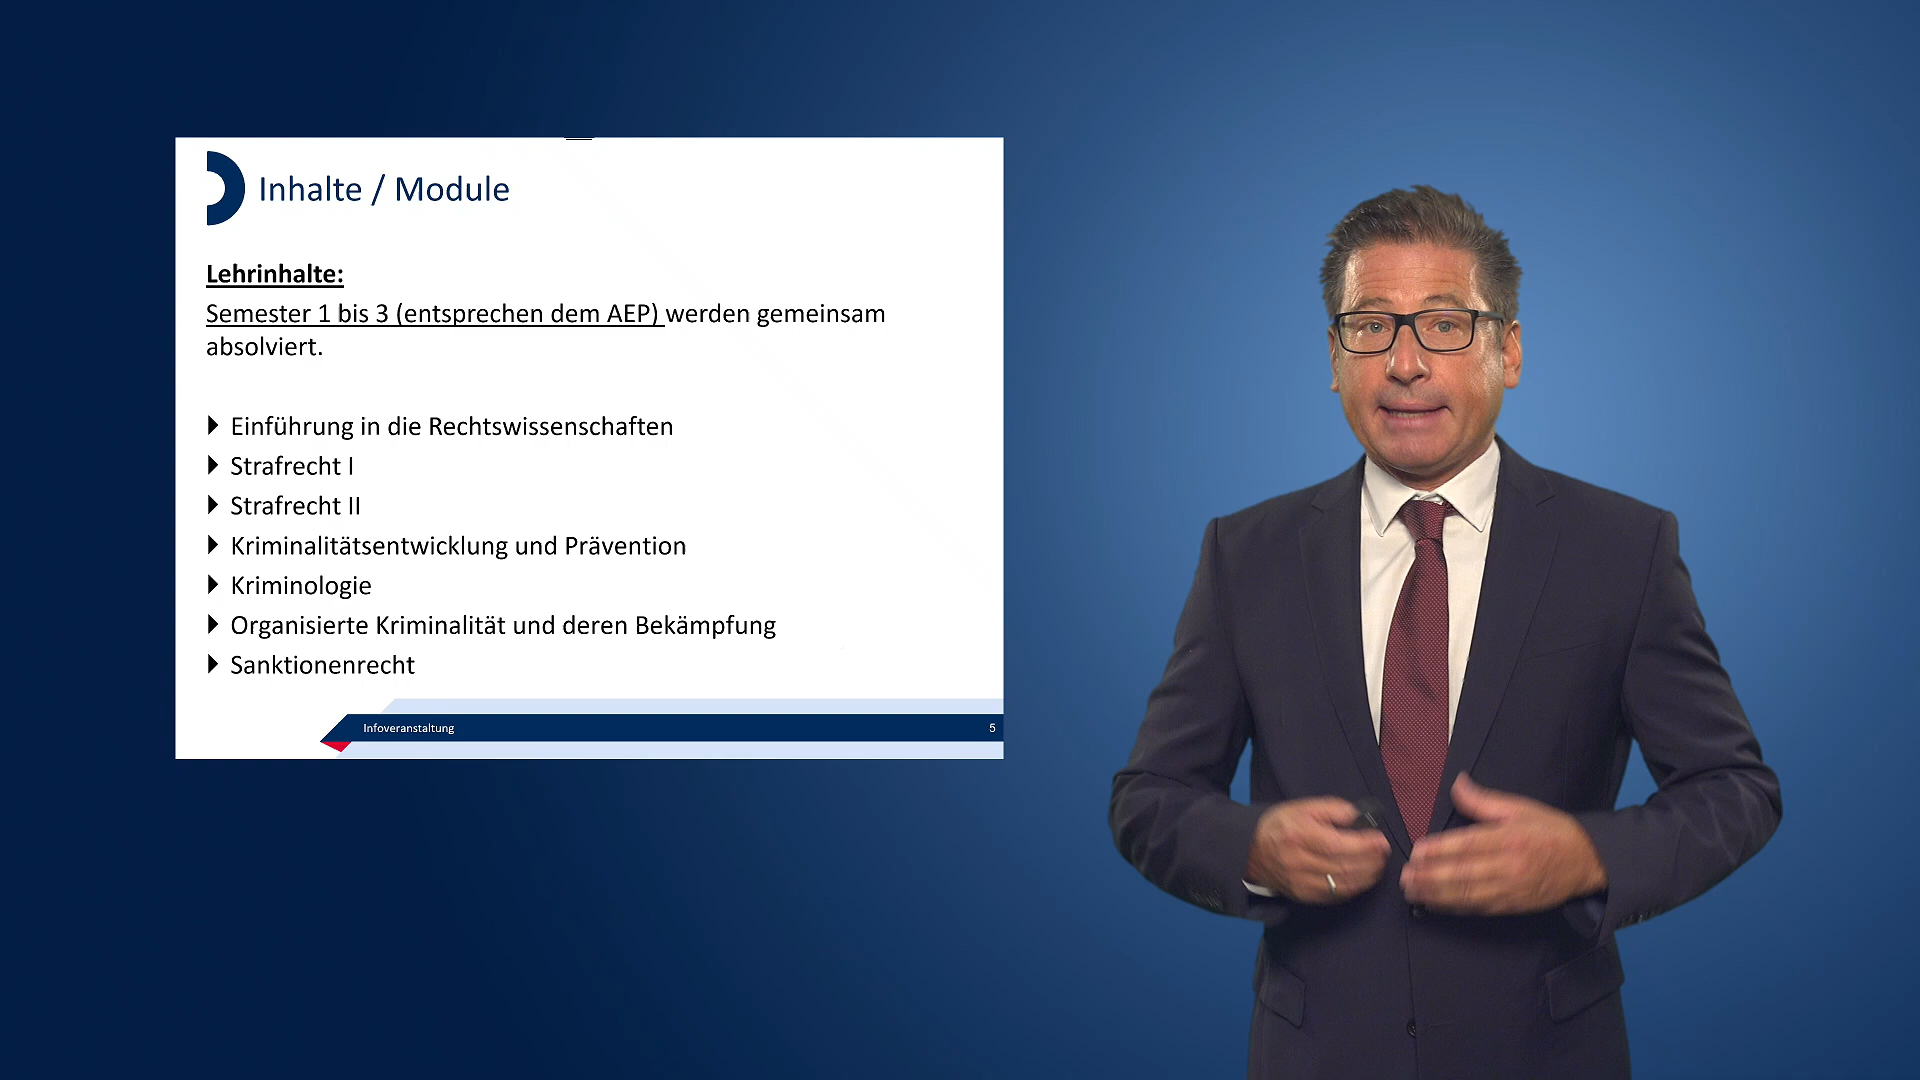 Inhalte / Module
Lehrinhalte:
Semester 1 bis 3 (entsprechen dem AEP) werden gemeinsam
absolviert.
Einführung in die Rechtswissenschaften
Strafrecht I
Strafrecht II
Kriminalitätsentwicklung und Prävention
Kriminologie
Organisierte Kriminalität und deren Bekämpfung
Sanktionenrecht
Infoveranstaltung
5